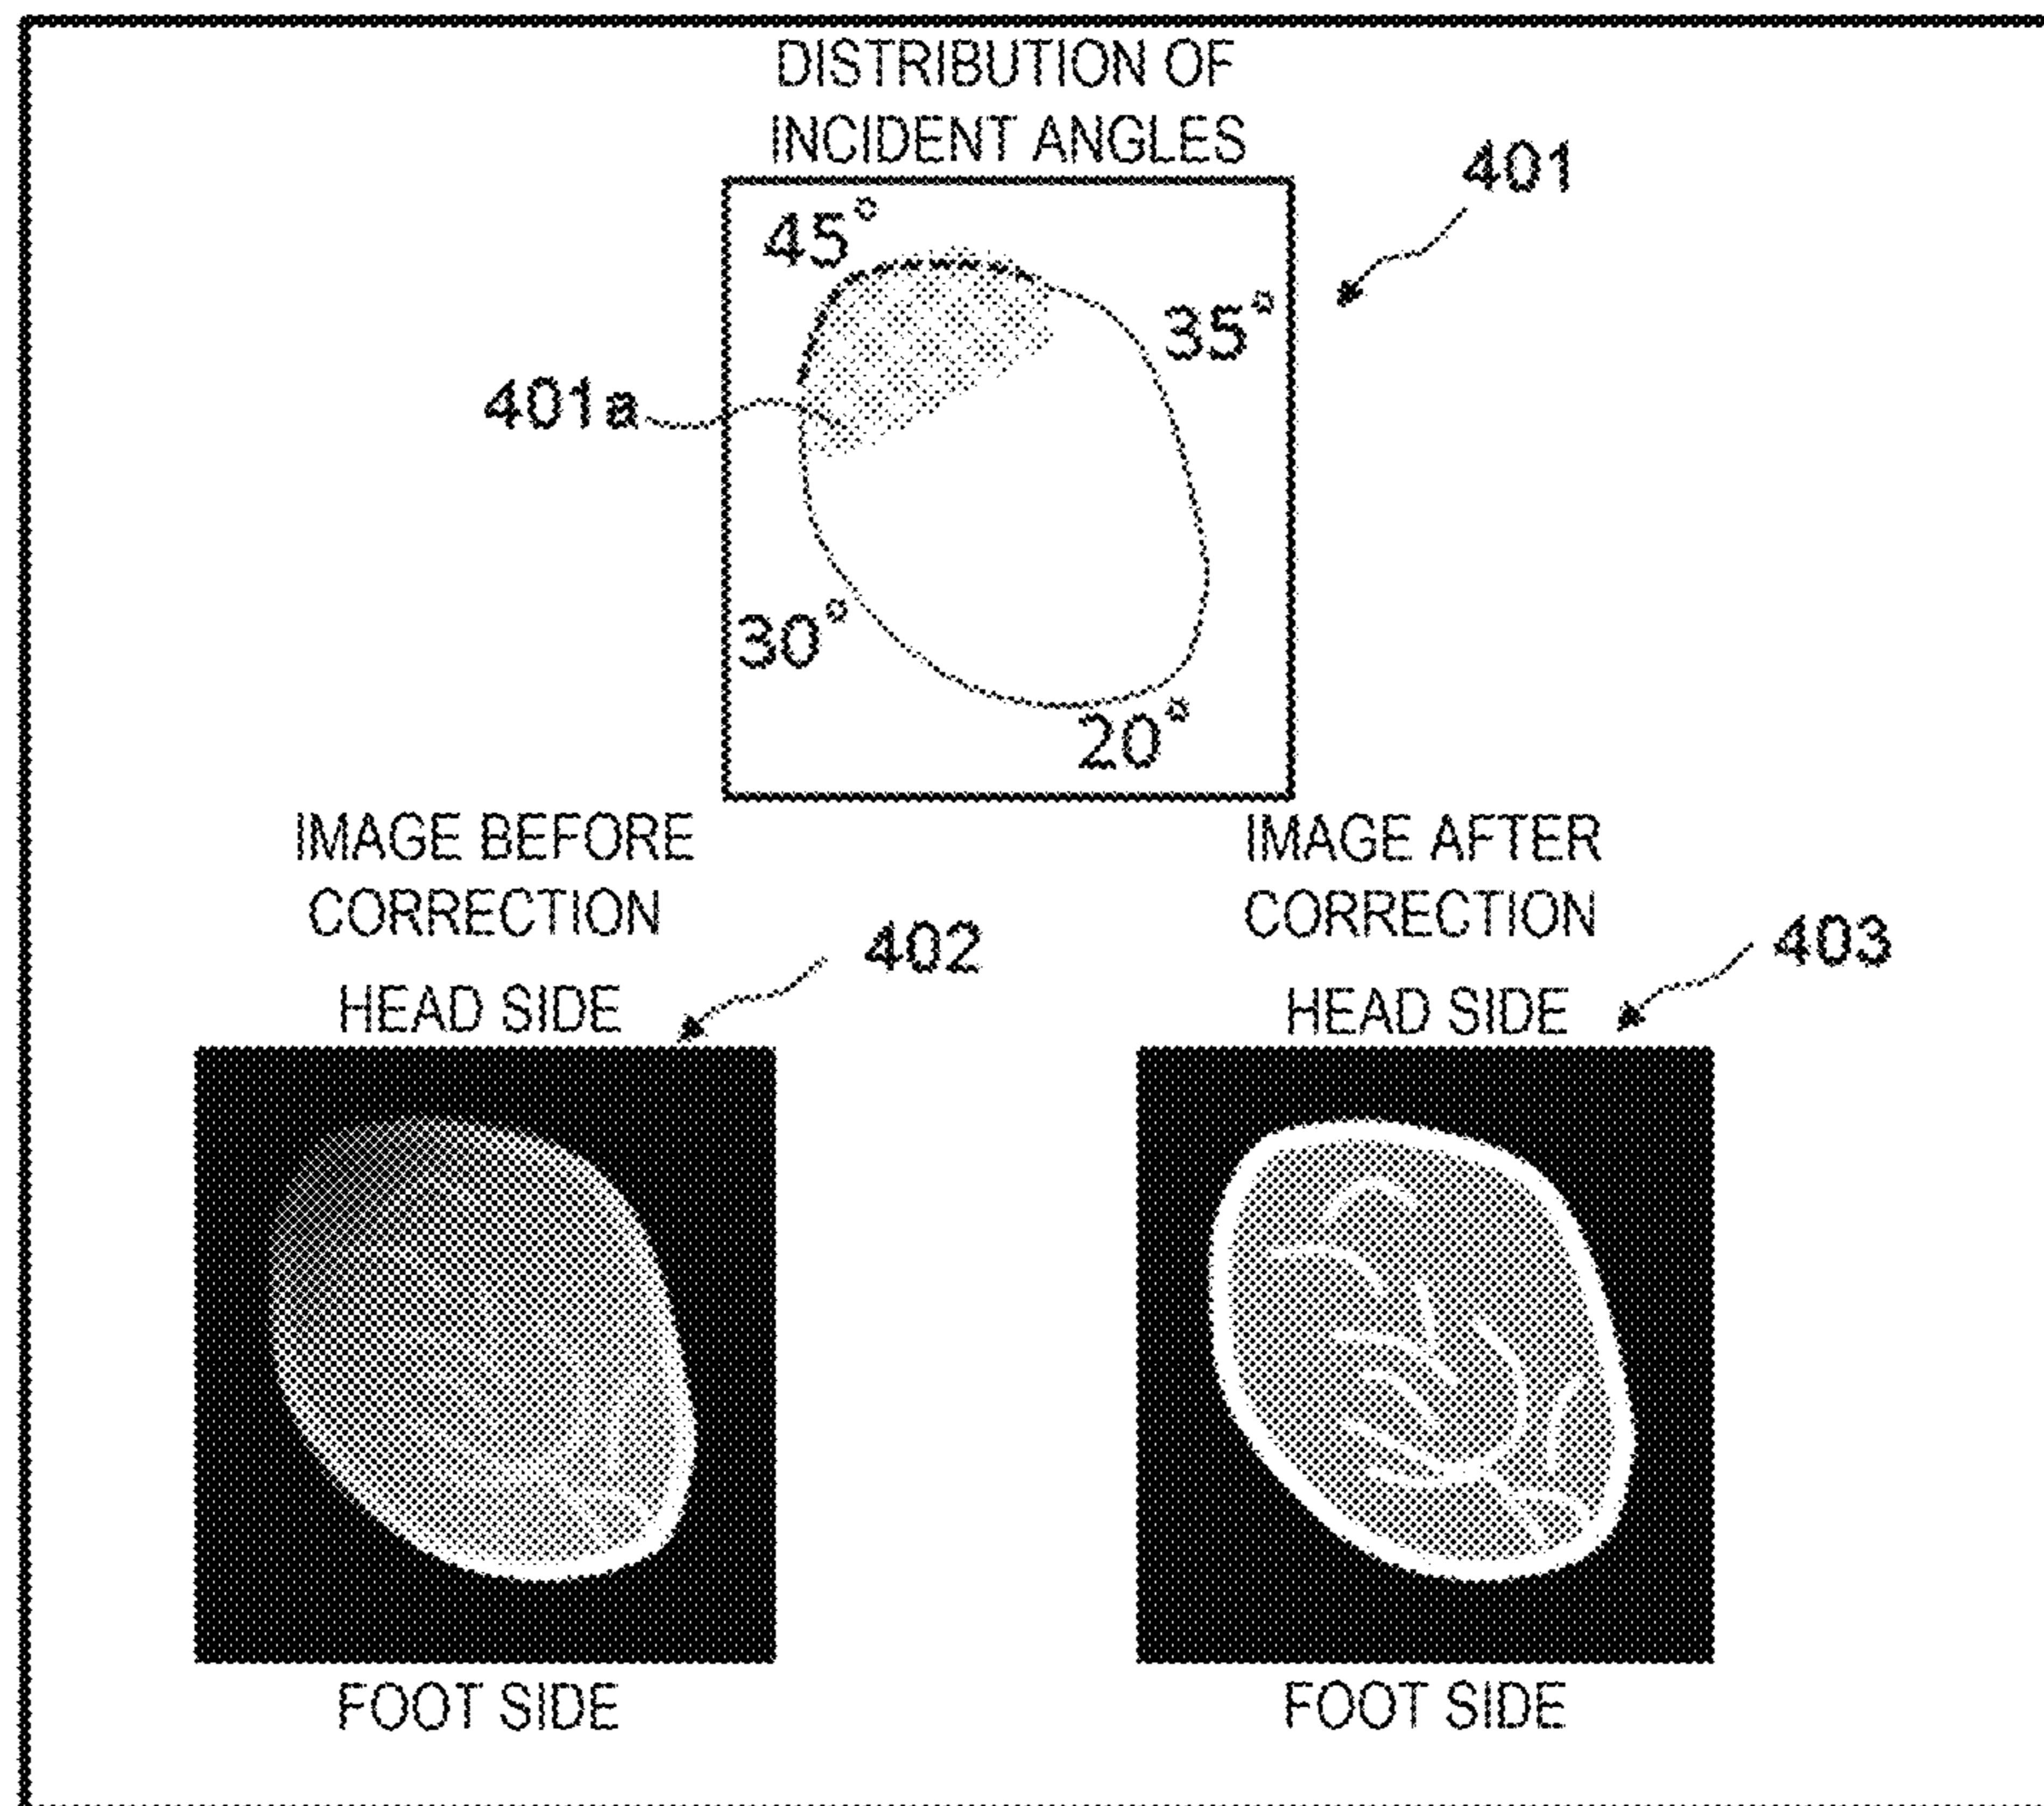 DISTRIBUTION OF
INCIDENT ANGLES
401
45°
35°
401a
30°
20°
IMAGE BEFORE
CORRECTION
402
HEAD SIDE
FOOT SIDE
IMAGE AFTER
CORRECTION
403
HEAD SIDE
FOOT SIDE